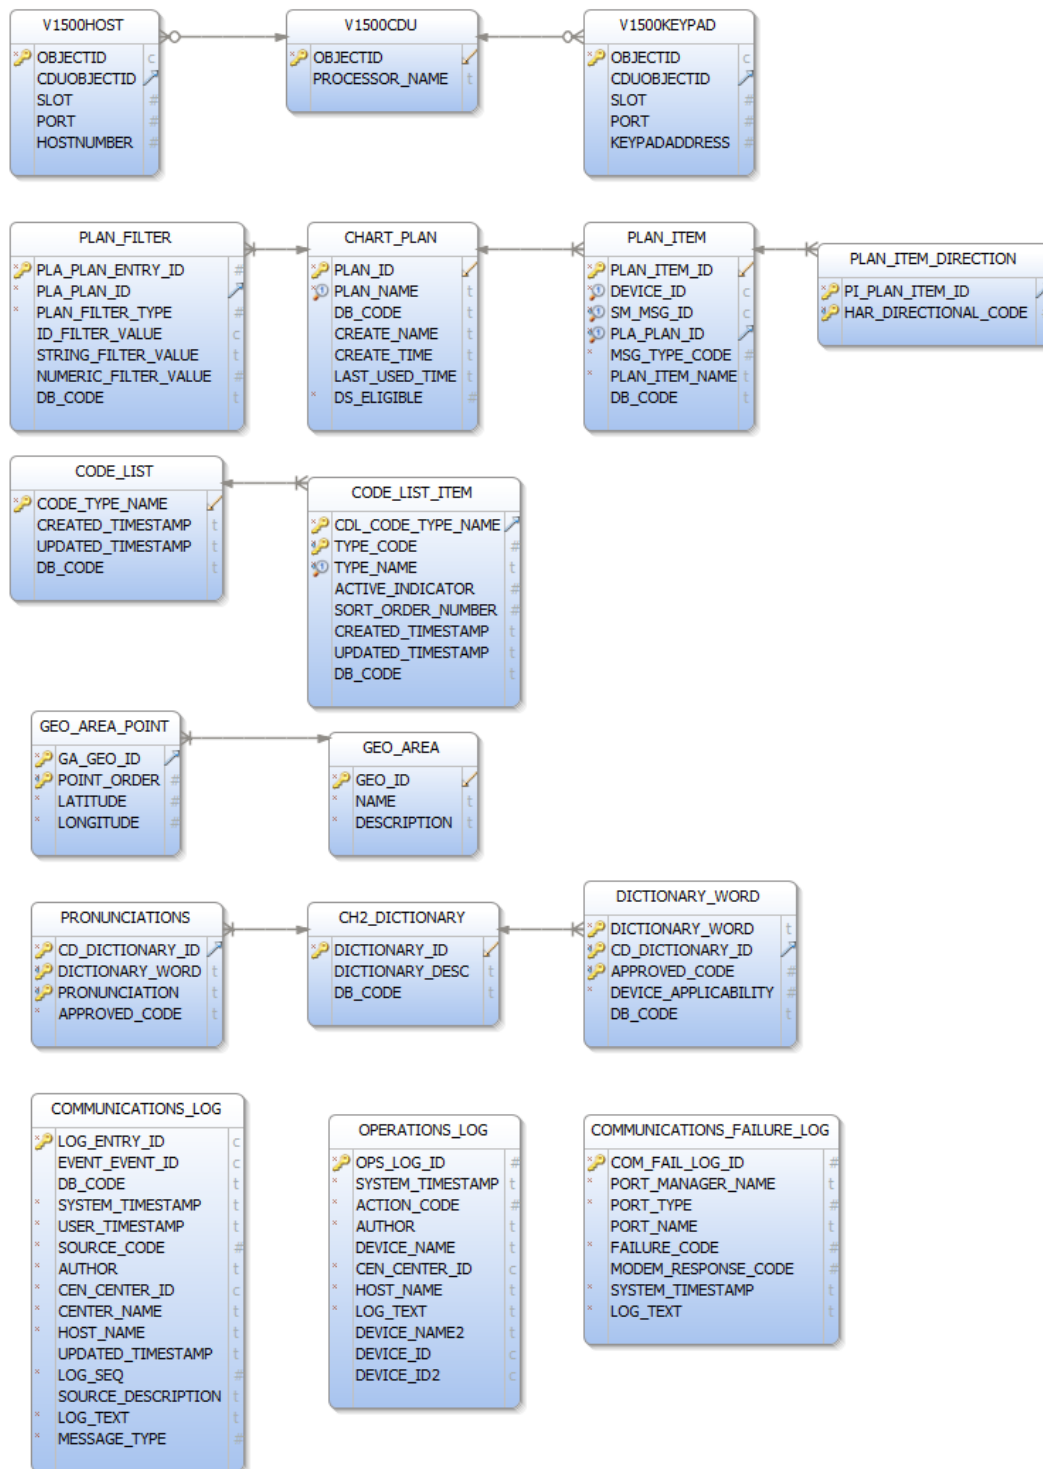 V1500HOST
OBJECTID c
CDUOBJECTID
SLOT #
PORT #
HOSTNUMBER #
V1500CDU
OBJECTID
PROCESSOR_NAME t
V1500KEYPAD
OBJECTID c
CDUOBJECTID
SLOT #
PORT #
KEYPADADDRESS #
PLAN_FILTER
PLA_PLAN_ENTRY_ID #
PLA_PLAN_ID
PLAN_FILTER_TYPE #
ID_FILTER_VALUE c
STRING_FILTER_VALUE t
NUMERIC_FILTER_VALUE #
DB_CODE t
CHART_PLAN
PLAN_ID
PLAN_NAME t
DB_CODE t
CREATE_NAME t
CREATE_TIME t
LAST_USED_TIME t
DS_ELIGIBLE #
PLAN_ITEM
PLAN_ITEM_ID
DEVICE_ID c
SM_MSG_ID c
PLA_PLAN_ID
MSG_TYPE_CODE #
PLAN_ITEM_NAME t
DB_CODE t
PLAN_ITEM_DIRECTION
PI_PLAN_ITEM_ID
HAR_DIRECTIONAL_CODE #
CODE_LIST
CODE_TYPE_NAME
CREATED_TIMESTAMP t
UPDATED_TIMESTAMP t
DB_CODE t
CODE_LIST_ITEM
CDL_CODE_TYPE_NAME
TYPE_CODE #
TYPE_NAME t
ACTIVE_INDICATOR #
SORT_ORDER_NUMBER #
CREATED_TIMESTAMP t
UPDATED_TIMESTAMP t
DB_CODE t
GEO_AREA_POINT
GA_GEO_ID
POINT_ORDER #
LATITUDE #
LONGITUDE #
GEO_AREA
GEO_ID
NAME t
DESCRIPTION t
PRONUNCIATIONS
CD_DICTIONARY_ID
DICTIONARY_WORD t
PRONUNCIATION t
APPROVED_CODE t
CH2_DICTIONARY
DICTIONARY_ID
DICTIONARY_DESC t
DB_CODE t
DICTIONARY_WORD
DICTIONARY_WORD t
CD_DICTIONARY_ID
APPROVED_CODE #
DEVICE_APPLICABILITY #
DB_CODE t
COMMUNICATIONS_LOG
LOG_ENTRY_ID c
EVENT_EVENT_ID c
DB_CODE t
SYSTEM_TIMESTAMP t
USER_TIMESTAMP t
SOURCE_CODE #
AUTHOR t
CEN_CENTER_ID c
CENTER_NAME t
HOST_NAME t
UPDATED_TIMESTAMP t
LOG_SEQ #
SOURCE_DESCRIPTION t
LOG_TEXT t
MESSAGE_TYPE #
OPERATIONS_LOG
OPS_LOG_ID #
SYSTEM_TIMESTAMP t
ACTION_CODE #
AUTHOR t
DEVICE_NAME t
CEN_CENTER_ID c
HOST_NAME t
LOG_TEXT t
DEVICE_NAME2 t
DEVICE_ID c
DEVICE_ID2 c
COMMUNICATIONS_FAILURE_LOG
COM_FAIL_LOG_ID #
PORT_MANAGER_NAME t
PORT_TYPE #
PORT_NAME t
FAILURE_CODE #
MODEM_RESPONSE_CODE #
SYSTEM_TIMESTAMP t
LOG_TEXT t